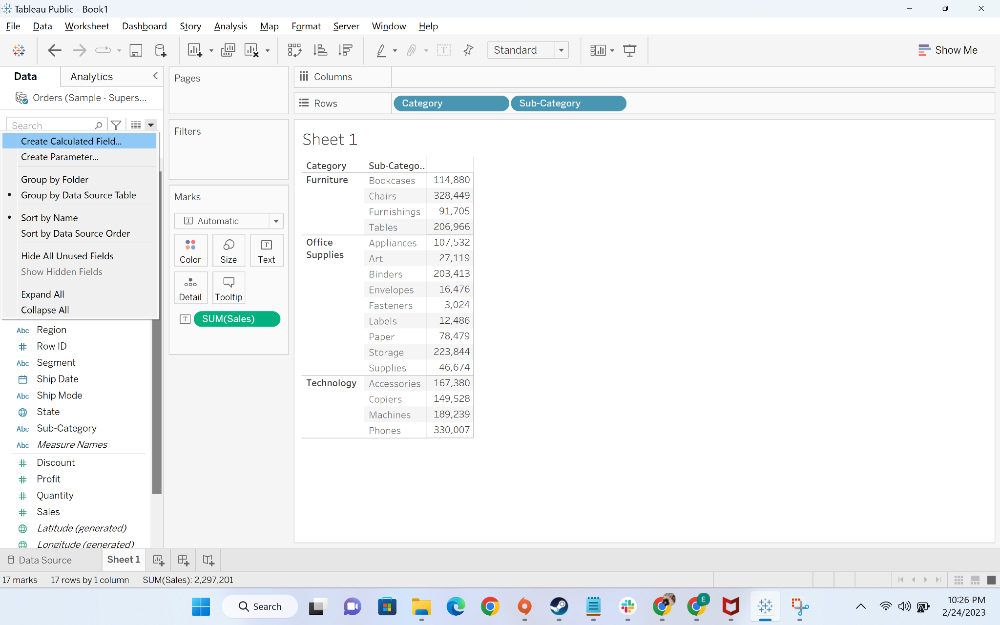 Tableau Public - Book1
File Data Worksheet Dashboard Story Analysis Map Format Server Window Help
Standard
Show Me
Data Analytics
Orders (Sample - Supers...
Search
Create Calculated Field...
Create Parameter...
Group by Folder
Group by Data Source Table
Sort by Name
Sort by Data Source Order
Hide All Unused Fields
Show Hidden Fields
Expand All
Collapse All
Abc Region
# Row ID
Abc Segment
Ship Date
Abc Ship Mode
State
Abc Sub-Category
Abc Measure Names
# Discount
# Profit
# Quantity
# Sales
Latitude (generated)
Longitude (generated)
Pages
Filters
Marks
T Automatic
Color Size Text
Detail Tooltip
T SUM(Sales)
Columns
Rows Category Sub-Category
Sheet 1
Category Sub-Catego..
Furniture Bookcases 114,880
Chairs 328,449
Furnishings 91,705
Tables 206,966
Office Supplies Appliances 107,532
Art 27,119
Binders 203,413
Envelopes 16,476
Fasteners 3,024
Labels 12,486
Paper 78,479
Storage 223,844
Supplies 46,674
Technology Accessories 167,380
Copiers 149,528
Machines 189,239
Phones 330,007
Data Source Sheet 1
17 marks 17 rows by 1 column SUM(Sales): 2,297,201
Search
E
10:26 PM
2/24/2023